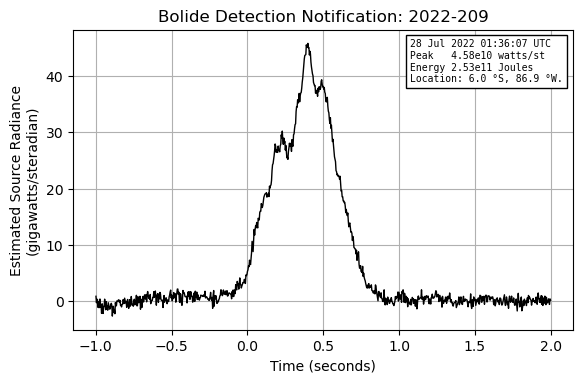 Bolide Detection Notification: 2022-209
28 Jul 2022 01:36:07 UTC
Peak   4.58e10 watts/st
Energy 2.53e11 Joules
Location: 6.0 °S, 86.9 °W.
Estimated Source Radiance
(gigawatts/steradian)
40
30
20
10
0
−1.0 −0.5 0.0 0.5 1.0 1.5 2.0
Time (seconds)